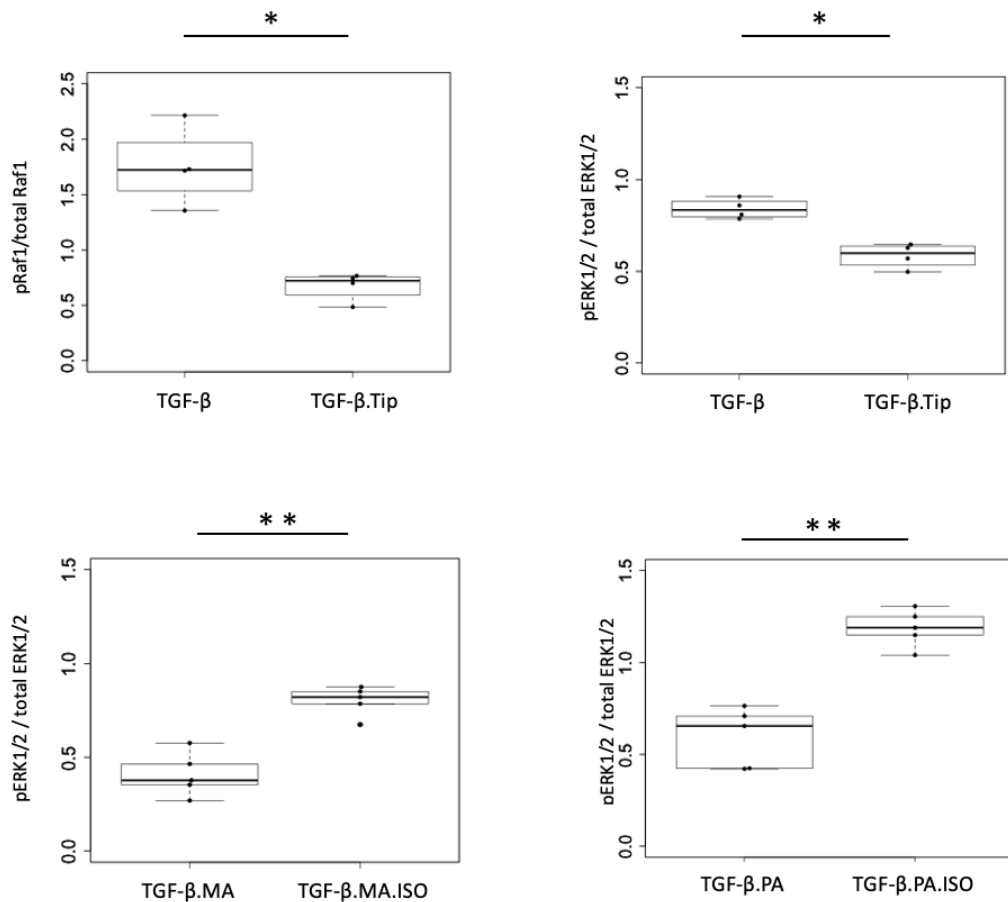 *
pRaf1/total Raf1
2.5
2.0
1.5
1.0
0.5
0.0
TGF-β TGF-β.Tip
*
pERK1/2 / total ERK1/2
1.5
1.0
0.5
0.0
TGF-β TGF-β.Tip
* *
pERK1/2 / total ERK1/2
1.5
1.0
0.5
0.0
TGF-β.MA TGF-β.MA.ISO
* *
pERK1/2 / total ERK1/2
1.5
1.0
0.5
0.0
TGF-β.PA TGF-β.PA.ISO